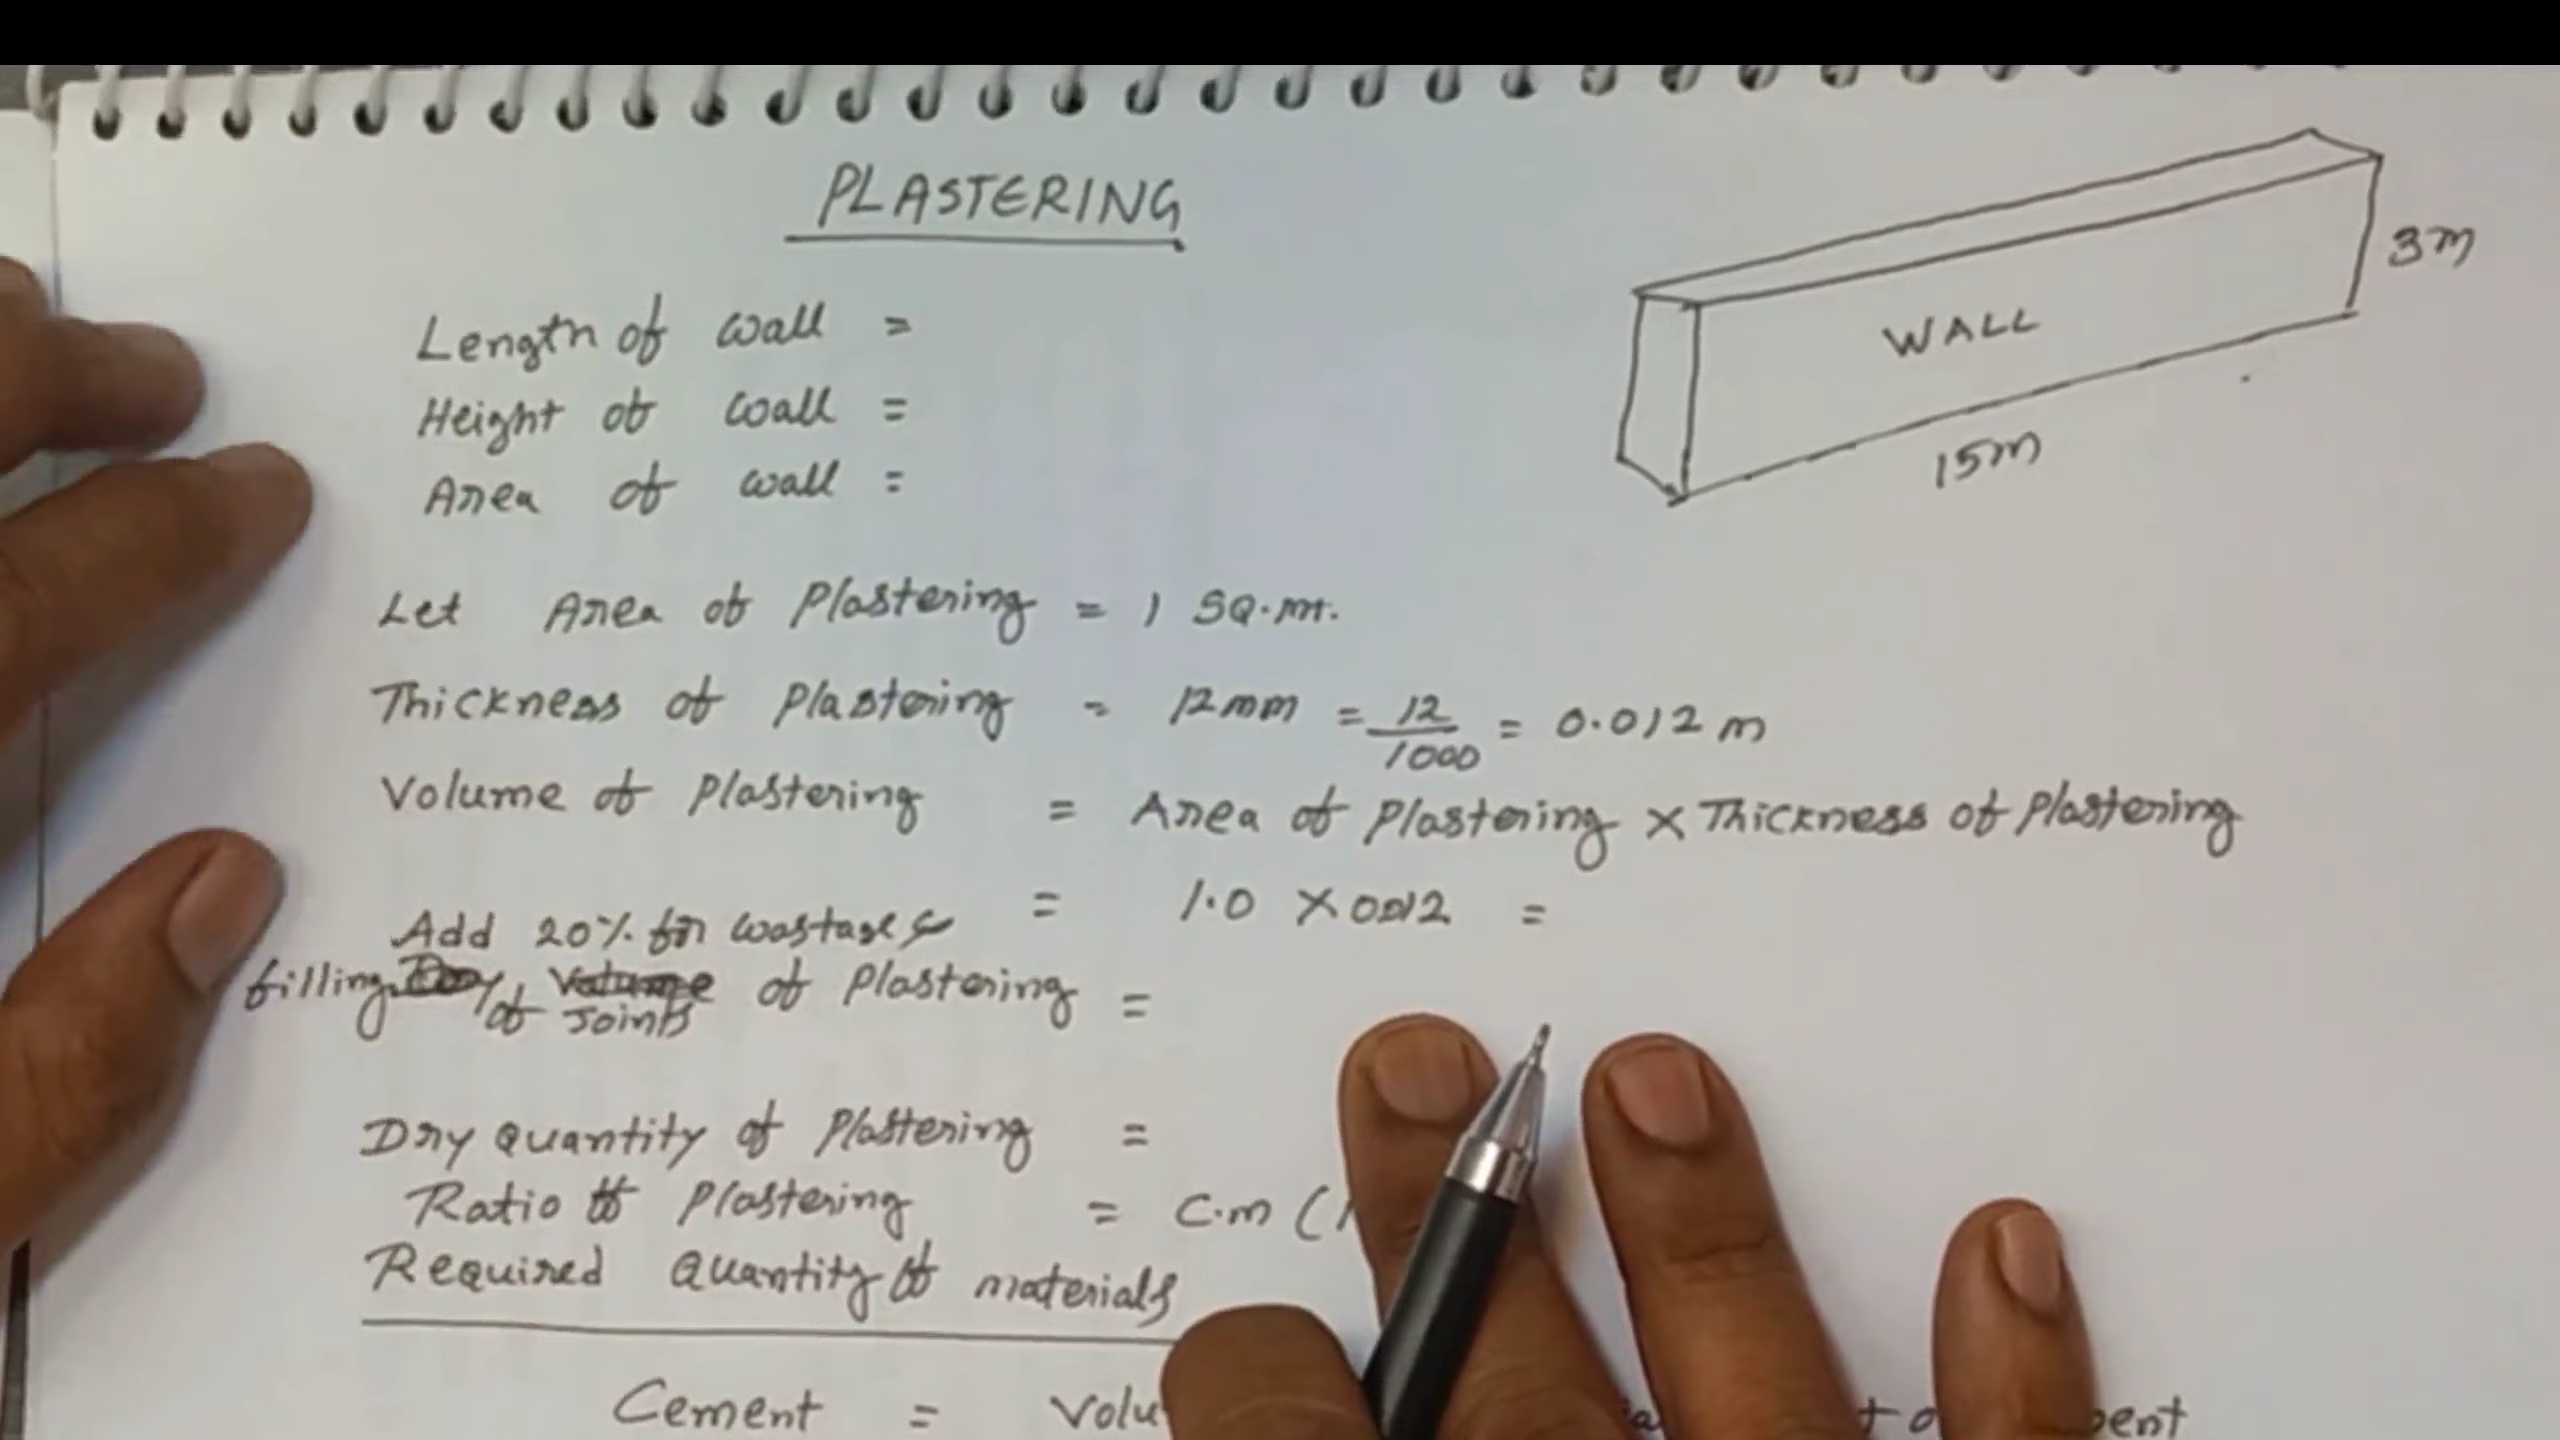 PLASTERING
3m
WALL
15m
Length of wall =
Height of wall =
Area of wall =
Let Area of Plastering = 1 SQ.mt.
Thickness of Plastering = 12mm = 12/1000 = 0.012 m
Volume of Plastering = Area of Plastering × Thickness of Plastering
= 1.0 × 0.012 =
Add 20% for wastage &
filling of Joints of Plastering =
Dry Quantity of Plastering =
Ratio of Plastering = C.m (1
Required Quantity of materials
Cement =